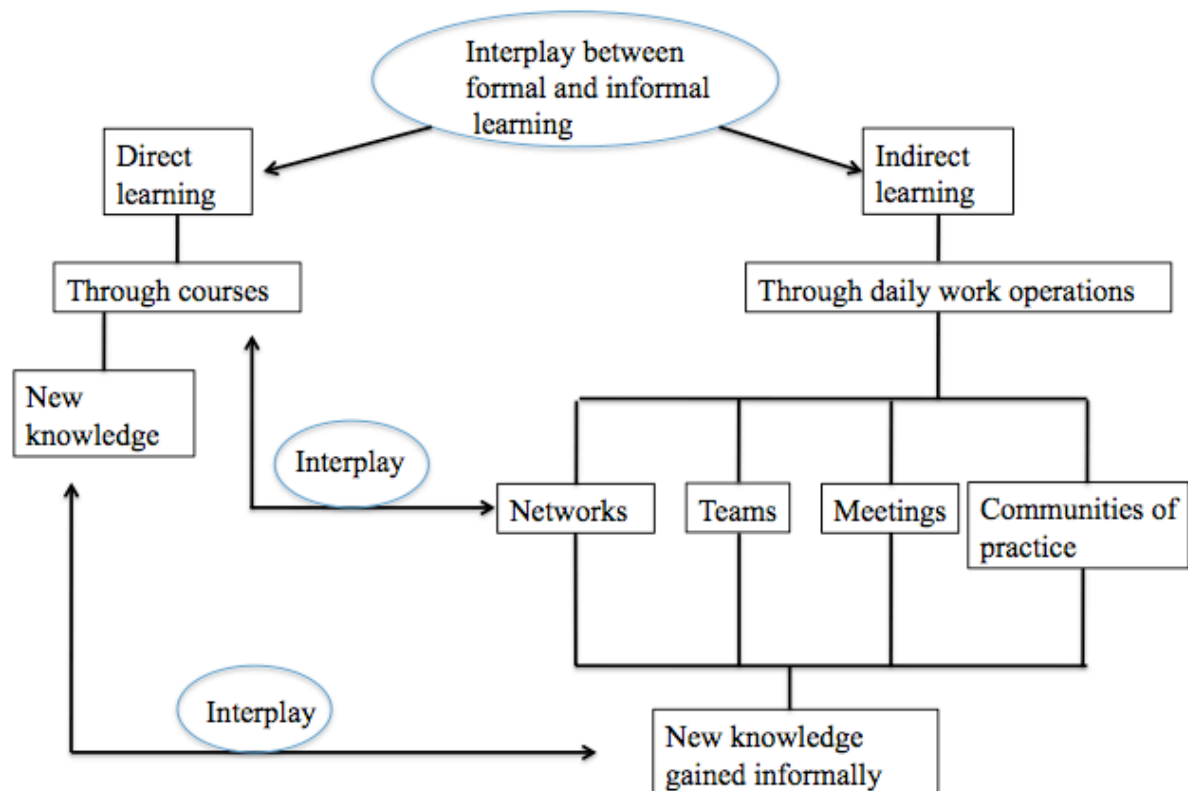 Interplay between
formal and informal
learning
Direct
learning
Indirect
learning
Through courses
Through daily work operations
New
knowledge
Interplay
Networks
Teams
Meetings
Communities of
practice
Interplay
New knowledge
gained informally